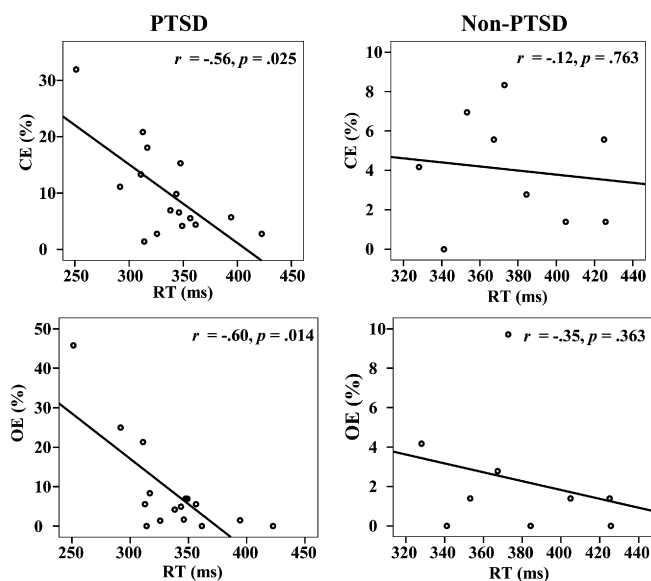 PTSD
Non-PTSD
r = -.56, p = .025
CE (%)
30
20
10
0
250 300 350 400 450
RT (ms)
r = -.12, p = .763
CE (%)
10
8
6
4
2
0
320 340 360 380 400 420 440
RT (ms)
r = -.60, p = .014
OE (%)
50
40
30
20
10
0
250 300 350 400 450
RT (ms)
r = -.35, p = .363
OE (%)
10
8
6
4
2
0
320 340 360 380 400 420 440
RT (ms)